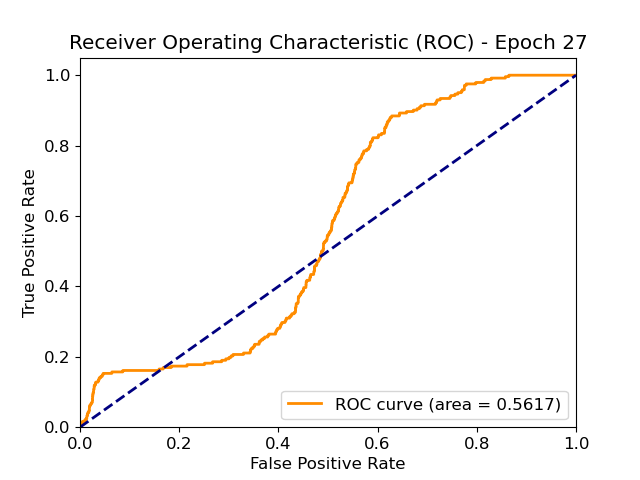 Receiver Operating Characteristic (ROC) - Epoch 27
1.0
0.8
0.6
0.4
0.2
0.0
True Positive Rate
ROC curve (area = 0.5617)
0.0 0.2 0.4 0.6 0.8 1.0
False Positive Rate